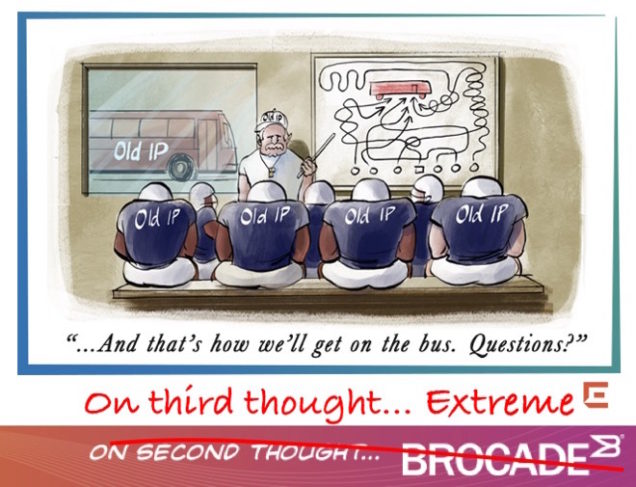 Old IP
Old IP
Old IP
Old IP
Old IP
Old IP
"...And that's how we'll get on the bus. Questions?"
On third thought... Extreme
ON SECOND THOUGHT... BROCADE